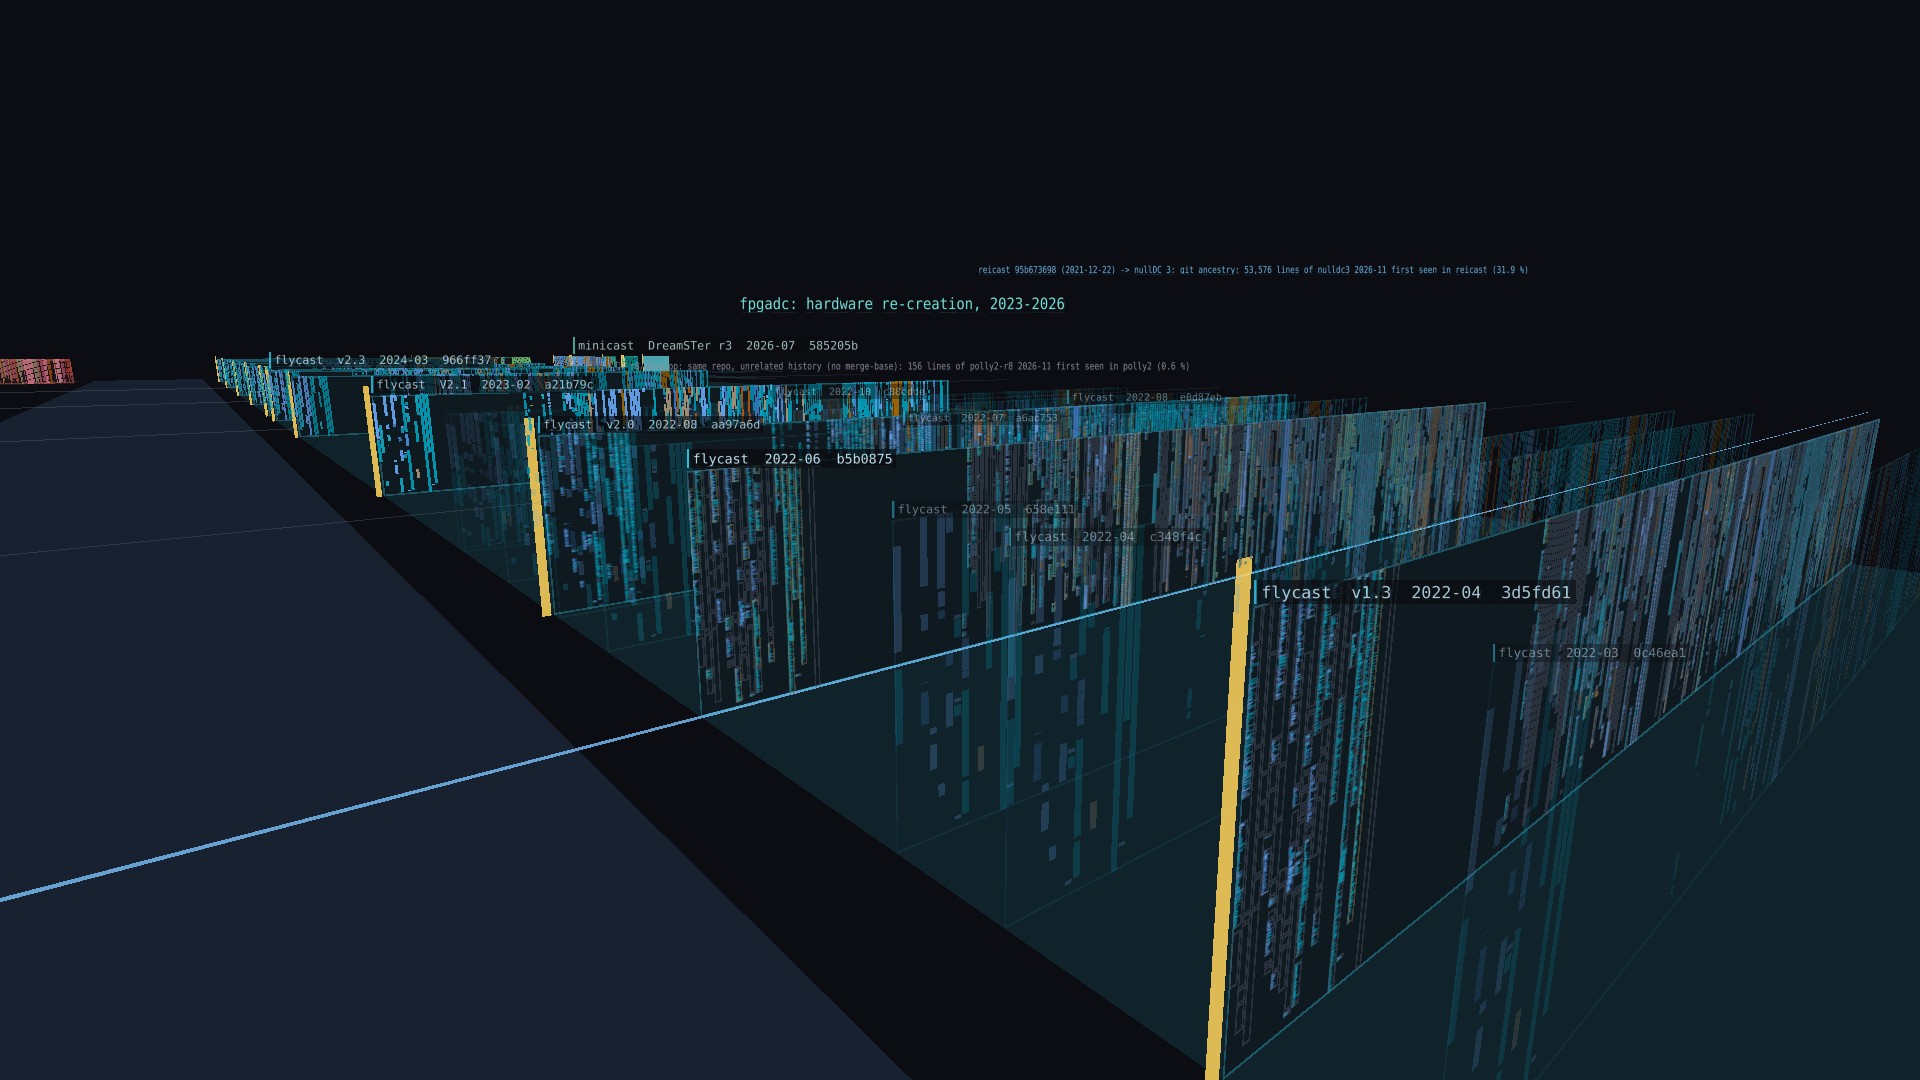 reicast 95b673698 (2021-12-22) -> nullDC 3: git ancestry: 53,576 lines of nulldc3 2026-11 first seen in reicast (31.9 %)
fpgadc: hardware re-creation, 2023-2026
minicast DreamSTer r3 2026-07 585205b
flycast v2.3 2024-03 966ff37
same repo, unrelated history (no merge-base): 156 lines of polly2-r8 2026-11 first seen in polly2 (0.6 %)
flycast V2.1 2023-02 a21b79c
flycast 2022-08 e0d87eb
flycast 2022-07 a6ac753
flycast v2.0 2022-08 aa97a6d
flycast 2022-06 b5b0875
flycast 2022-05 658e111
flycast 2022-04 c348f4c
flycast v1.3 2022-04 3d5fd61
flycast 2022-03 0c46ea1